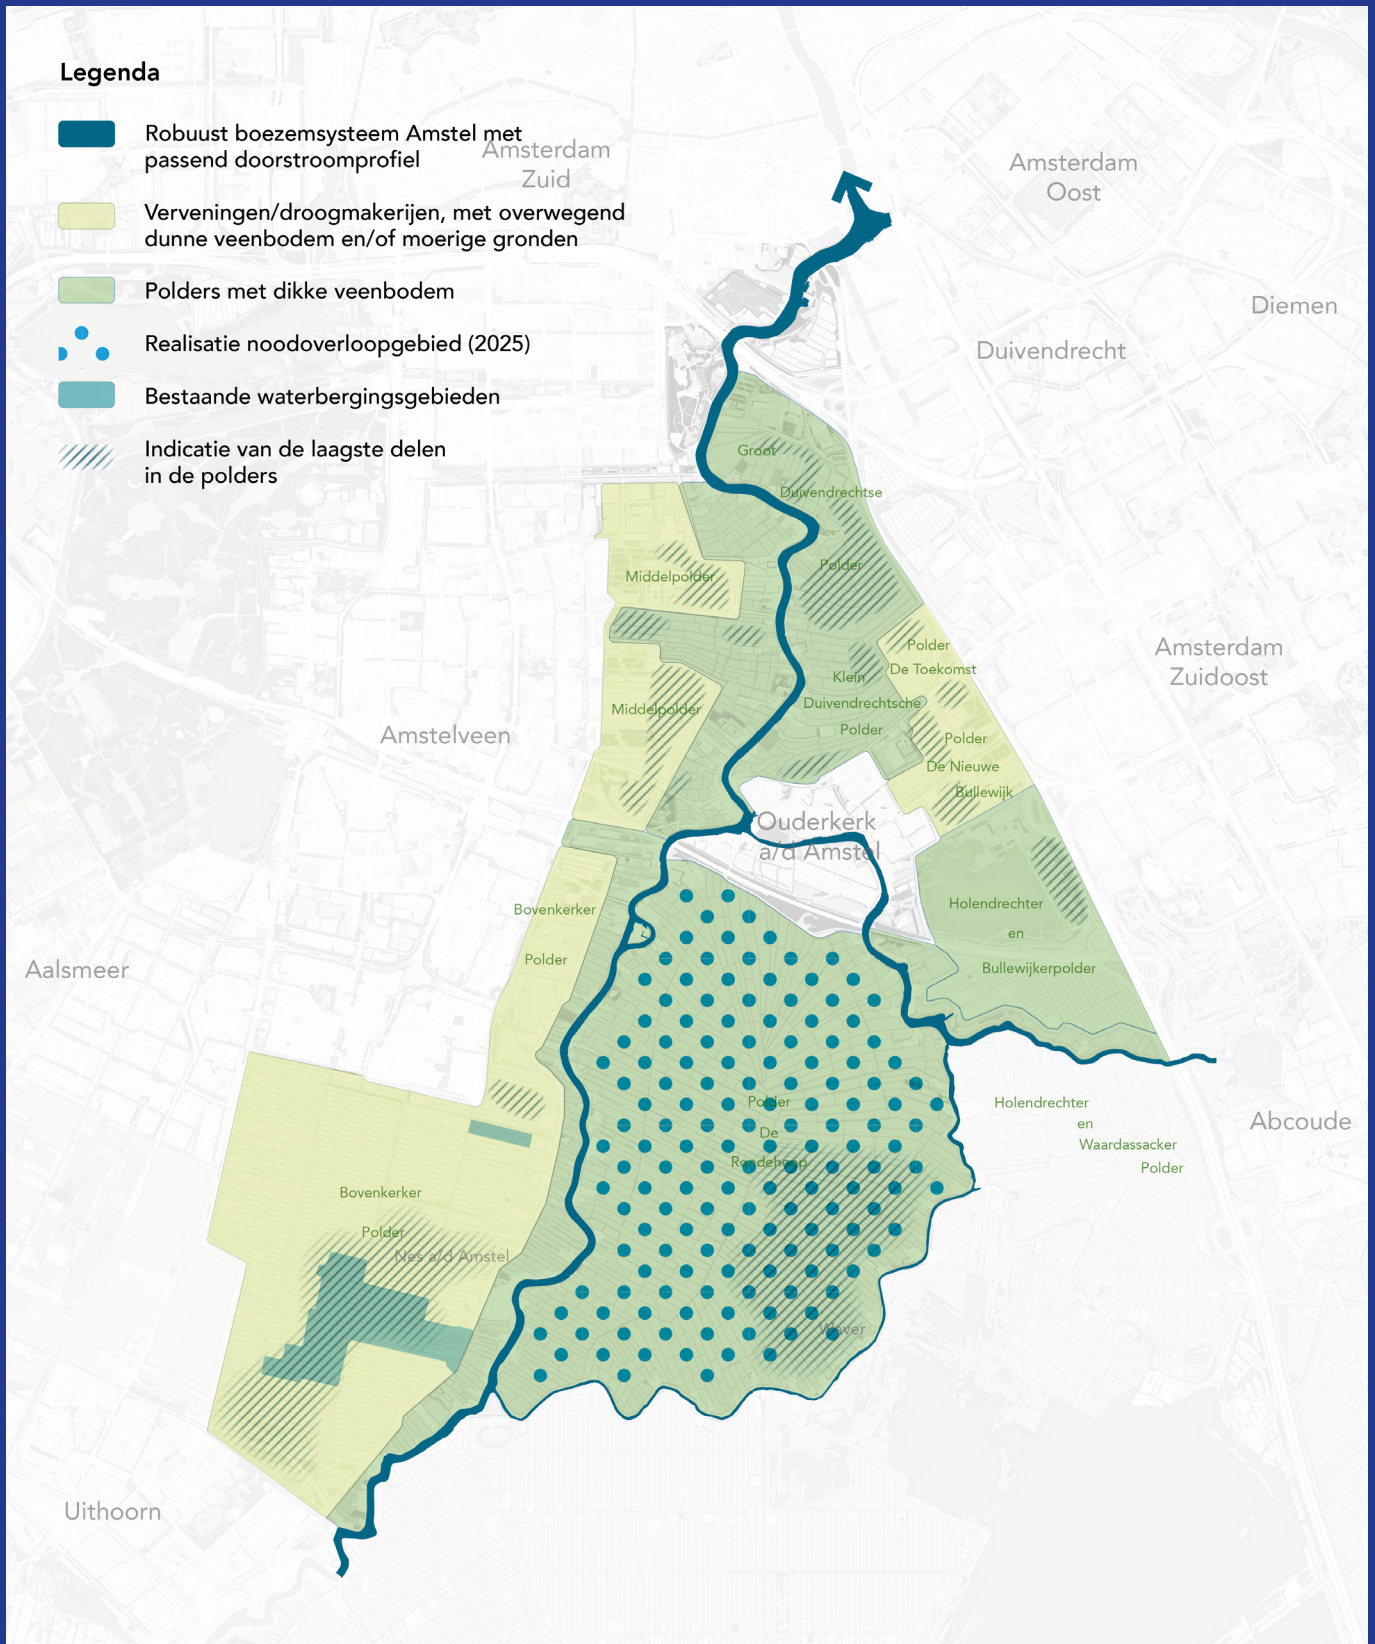 Legenda
Robuust boezemsysteem Amstel met
passend doorstroomprofiel
Verveningen/droogmakerijen, met overwegend
dunne veenbodem en/of moerige gronden
Polders met dikke veenbodem
Realisatie noodoverloopgebied (2025)
Bestaande waterbergingsgebieden
Indicatie van de laagste delen
in de polders
Amsterdam
Zuid
Amsterdam
Oost
Diemen
Duivendrecht
Groot
Duivendrechtse
Polder
Middelpolder
Polder
De Toekomst
Amsterdam
Zuidoost
Klein
Duivendrechtsche
Polder
Middelpolder
Amstelveen
Polder
De Nieuwe
Bullewijk
Ouderkerk
a/d Amstel
Holendrechter
en
Bullewijkerpolder
Bovenkerker
Polder
Aalsmeer
Polder
De
Rondehoep
Holendrechter
en
Waardassacker
Polder
Abcoude
Bovenkerker
Polder
Nes a/d Amstel
Waver
Uithoorn